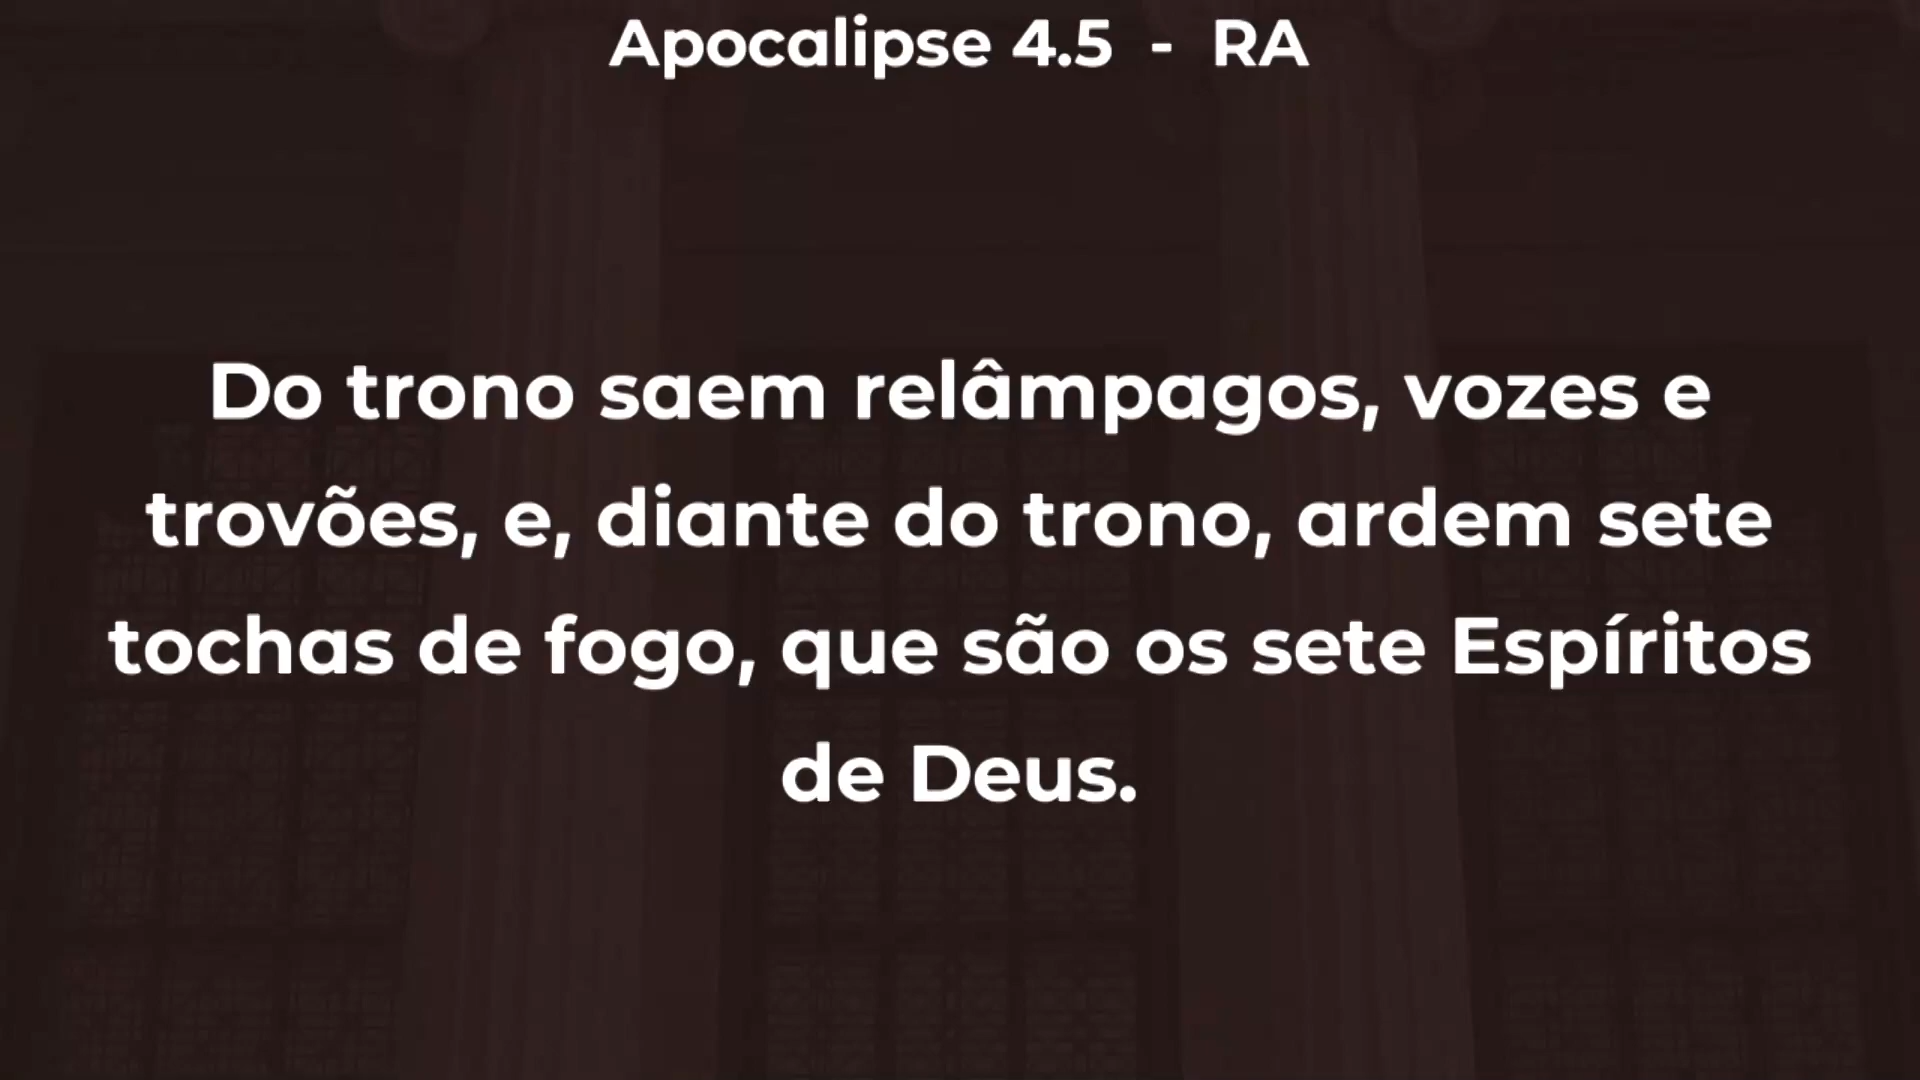 Apocalipse 4.5 - RA
Do trono saem relâmpagos, vozes e
trovões, e, diante do trono, ardem sete
tochas de fogo, que são os sete Espíritos
de Deus.